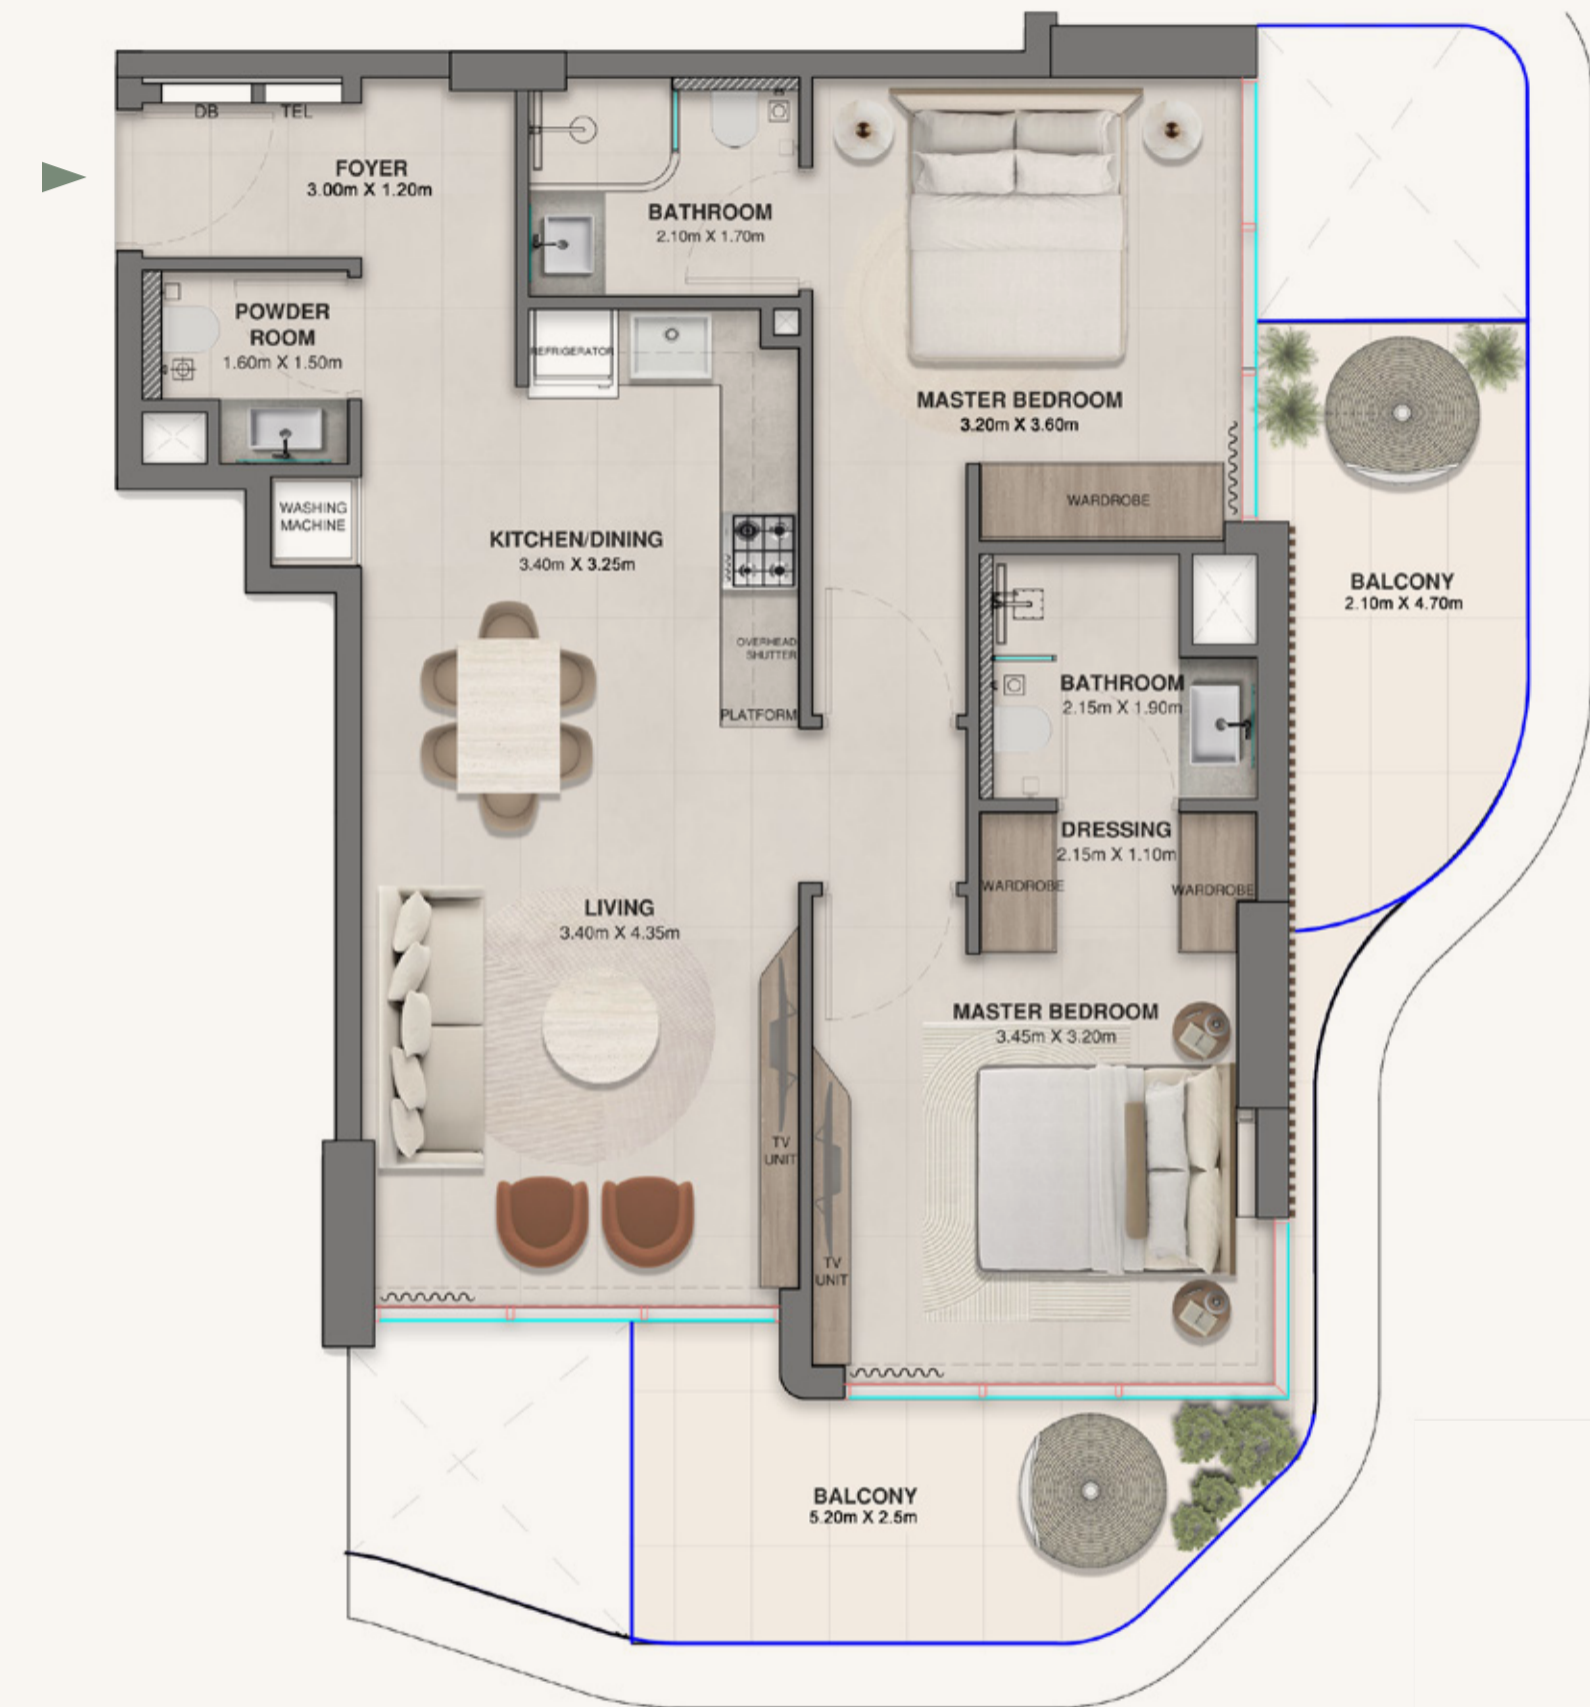 DB
TEL
FOYER
3.00m X 1.20m
BATHROOM
2.10m X 1.70m
POWDER
ROOM
1.60m X 1.50m
REFRIGERATOR
MASTER BEDROOM
3.20m X 3.60m
WARDROBE
WASHING
MACHINE
KITCHEN/DINING
3.40m X 3.25m
BALCONY
2.10m X 4.70m
OVERHEAD
SHUTTER
PLATFORM
BATHROOM
2.15m X 1.90m
DRESSING
2.15m X 1.10m
WARDROBE
WARDROBE
LIVING
3.40m X 4.35m
MASTER BEDROOM
3.45m X 3.20m
TV
UNIT
TV
UNIT
BALCONY
5.20m X 2.5m